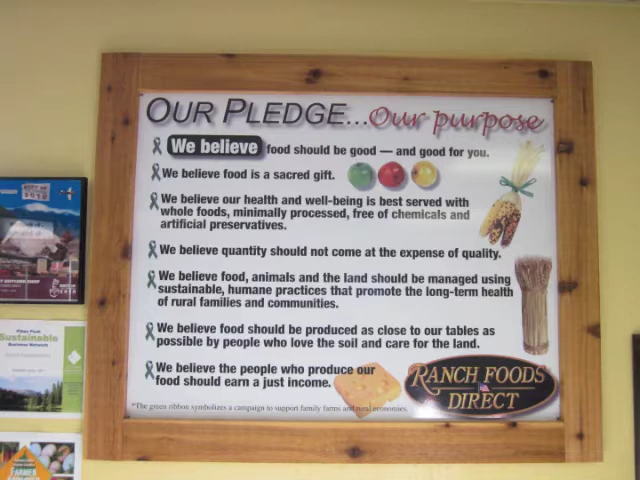 OUR PLEDGE...Our purpose
We believe food should be good — and good for you.
We believe food is a sacred gift.
We believe our health and well-being is best served with
whole foods, minimally processed, free of chemicals and
artificial preservatives.
We believe quantity should not come at the expense of quality.
We believe food, animals and the land should be managed using
sustainable, humane practices that promote the long-term health
of rural families and communities.
We believe food should be produced as close to our tables as
possible by people who love the soil and care for the land.
We believe the people who produce our
food should earn a just income.
RANCH FOODS
DIRECT
*The green ribbon symbolizes a campaign to support family farms and rural economies.
Pikes Peak
Sustainable
Business Network
FARMER